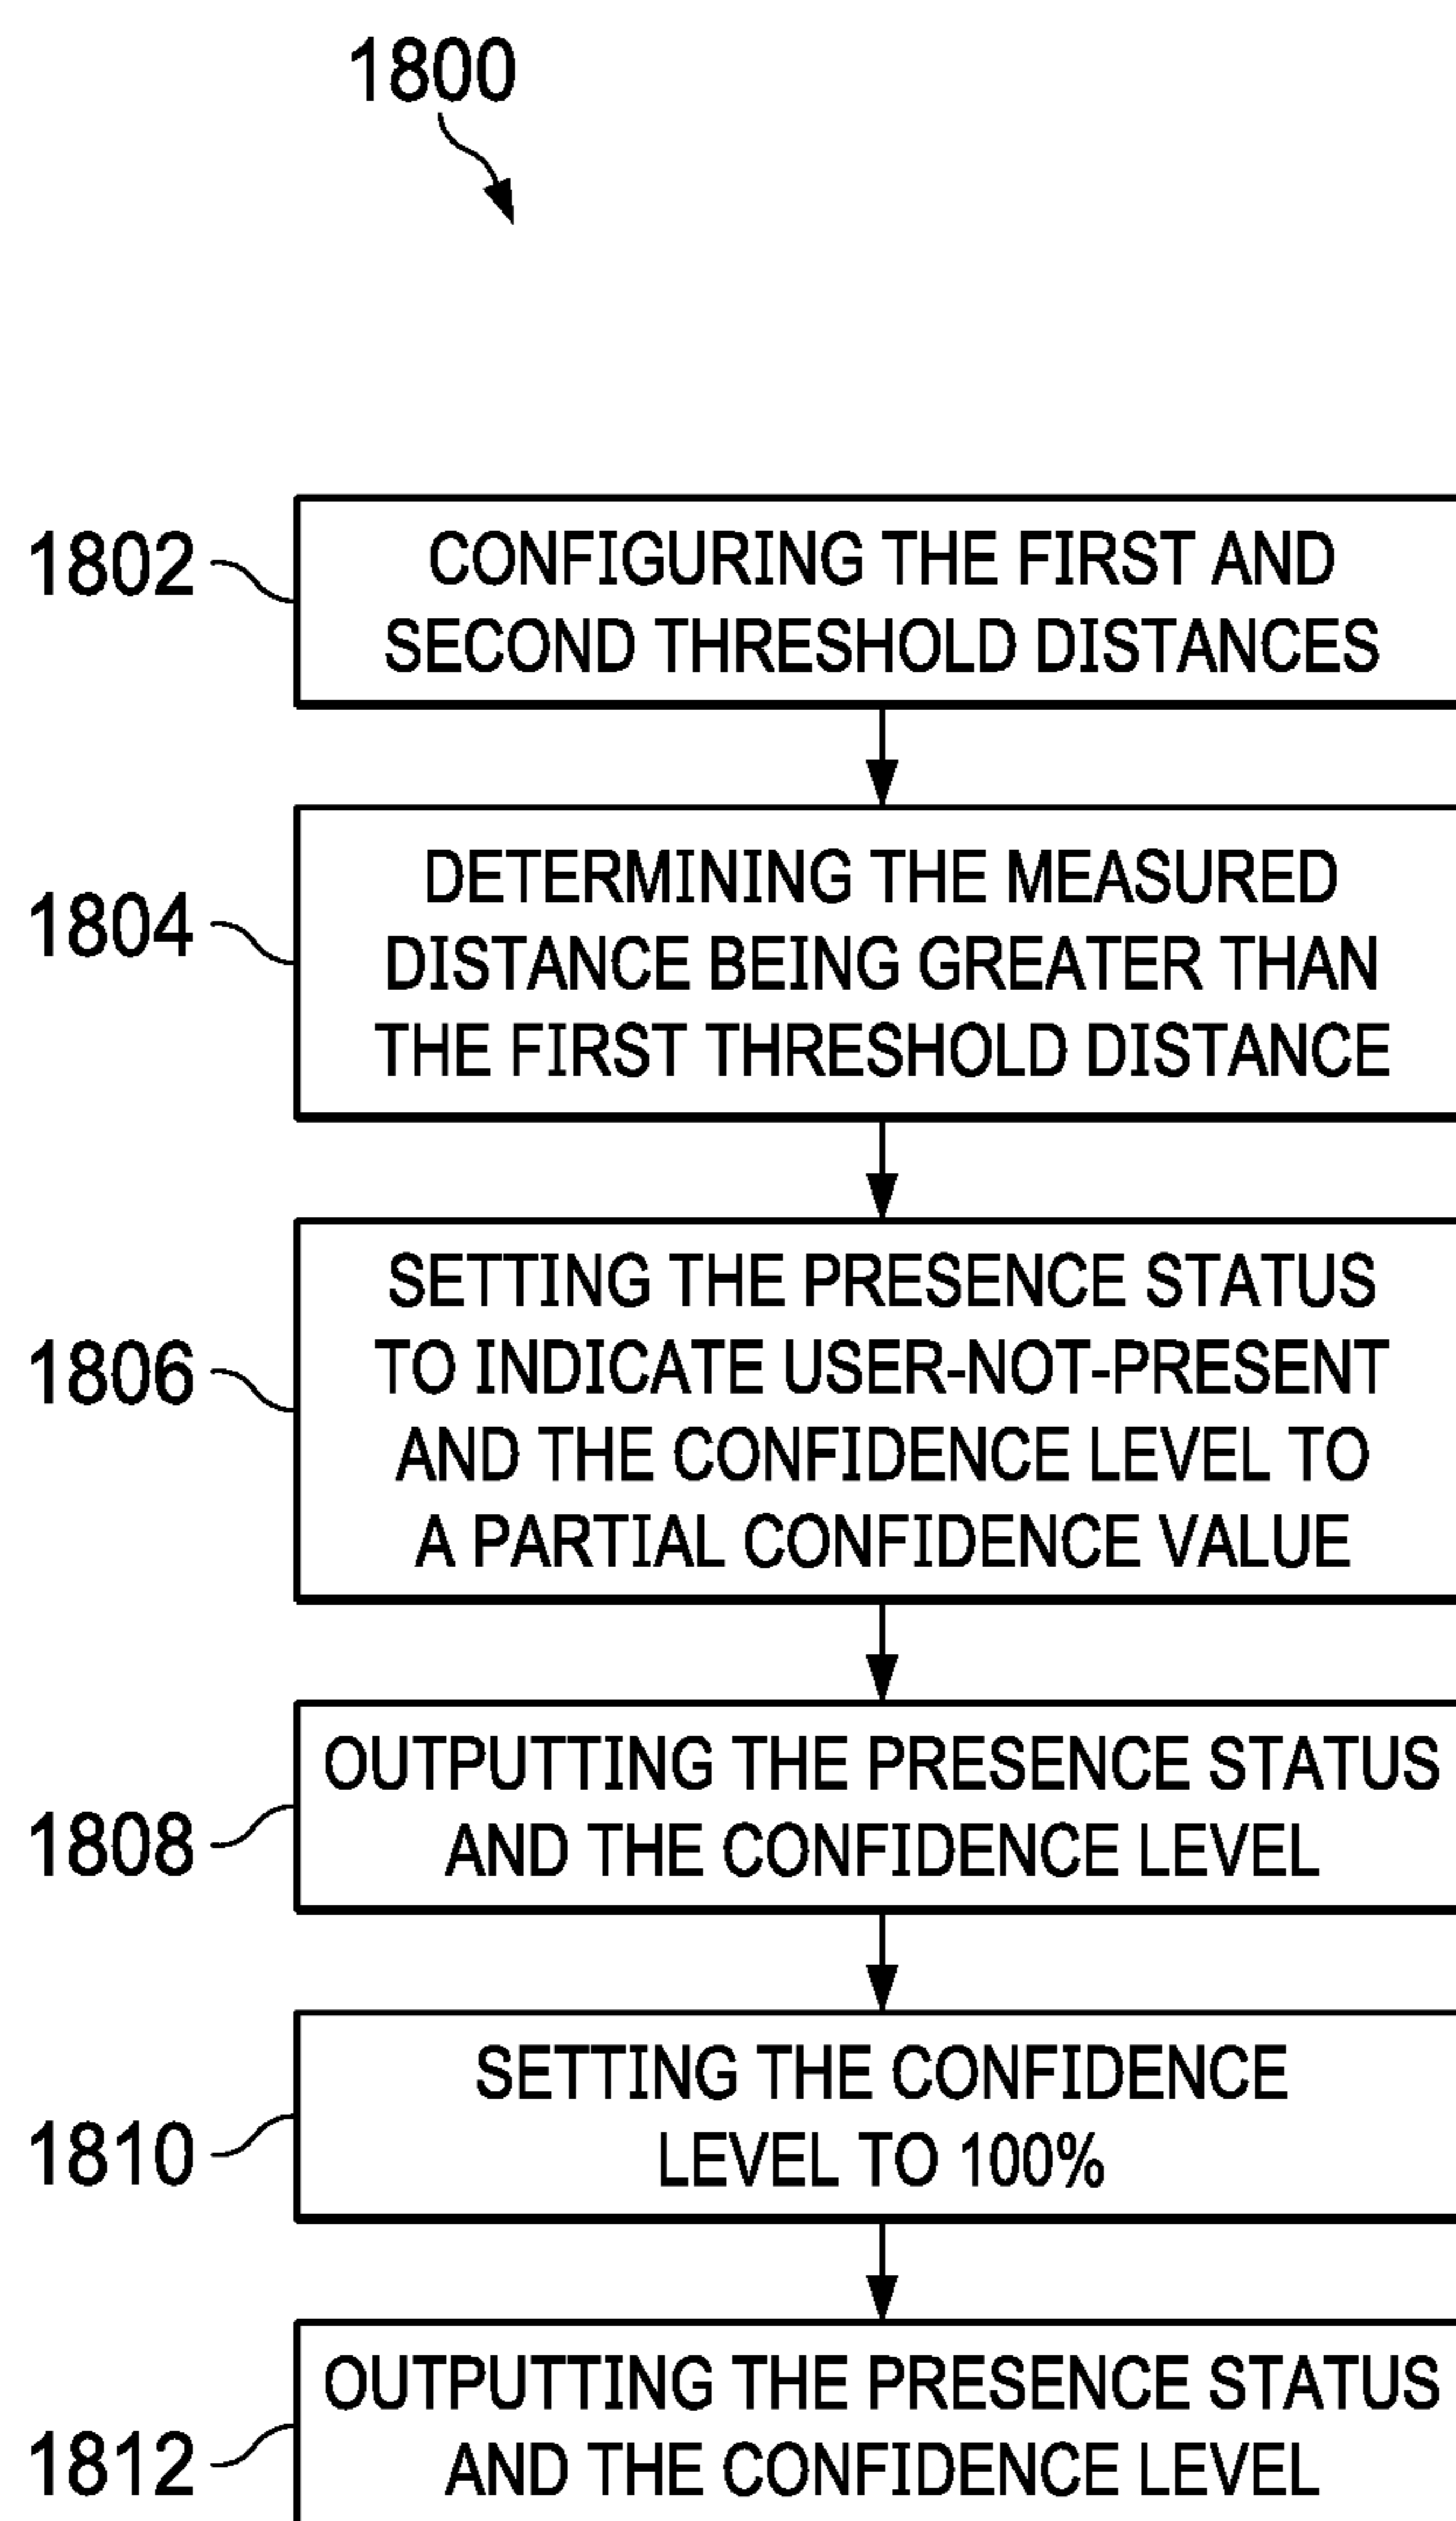 1800
1802
CONFIGURING THE FIRST AND
SECOND THRESHOLD DISTANCES
1804
DETERMINING THE MEASURED
DISTANCE BEING GREATER THAN
THE FIRST THRESHOLD DISTANCE
1806
SETTING THE PRESENCE STATUS
TO INDICATE USER-NOT-PRESENT
AND THE CONFIDENCE LEVEL TO
A PARTIAL CONFIDENCE VALUE
1808
OUTPUTTING THE PRESENCE STATUS
AND THE CONFIDENCE LEVEL
1810
SETTING THE CONFIDENCE
LEVEL TO 100%
1812
OUTPUTTING THE PRESENCE STATUS
AND THE CONFIDENCE LEVEL